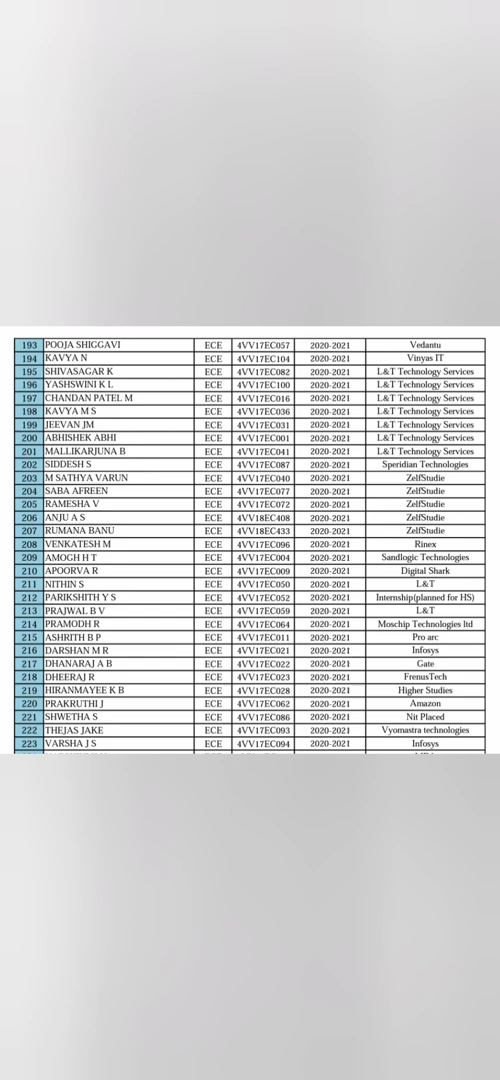 193 POOJA SHIGGAVI ECE 4VV17EC057 2020-2021 Vedantu
194 KAVYA N ECE 4VV17EC104 2020-2021 Vinyas IT
195 SHIVASAGAR K ECE 4VV17EC082 2020-2021 L&T Technology Services
196 YASHSWINI K L ECE 4VV17EC100 2020-2021 L&T Technology Services
197 CHANDAN PATEL M ECE 4VV17EC016 2020-2021 L&T Technology Services
198 KAVYA M S ECE 4VV17EC036 2020-2021 L&T Technology Services
199 JEEVAN JM ECE 4VV17EC031 2020-2021 L&T Technology Services
200 ABHISHEK ABHI ECE 4VV17EC001 2020-2021 L&T Technology Services
201 MALLIKARJUNA B ECE 4VV17EC041 2020-2021 L&T Technology Services
202 SIDDESH S ECE 4VV17EC087 2020-2021 Speridian Technologies
203 M SATHYA VARUN ECE 4VV17EC040 2020-2021 ZelfStudie
204 SABA AFREEN ECE 4VV17EC077 2020-2021 ZelfStudie
205 RAMESHA V ECE 4VV17EC072 2020-2021 ZelfStudie
206 ANJU A S ECE 4VV18EC408 2020-2021 ZelfStudie
207 RUMANA BANU ECE 4VV18EC433 2020-2021 ZelfStudie
208 VENKATESH M ECE 4VV17EC096 2020-2021 Rinex
209 AMOGH H T ECE 4VV17EC004 2020-2021 Sandlogic Technologies
210 APOORVA R ECE 4VV17EC009 2020-2021 Digital Shark
211 NITHIN S ECE 4VV17EC050 2020-2021 L&T
212 PARIKSHITH Y S ECE 4VV17EC052 2020-2021 Internship(planned for HS)
213 PRAJWAL B V ECE 4VV17EC059 2020-2021 L&T
214 PRAMODH R ECE 4VV17EC064 2020-2021 Moschip Technologies ltd
215 ASHRITH B P ECE 4VV17EC011 2020-2021 Pro arc
216 DARSHAN M R ECE 4VV17EC021 2020-2021 Infosys
217 DHANARAJ A B ECE 4VV17EC022 2020-2021 Gate
218 DHEERAJ R ECE 4VV17EC023 2020-2021 FrenusTech
219 HIRANMAYEE K B ECE 4VV17EC028 2020-2021 Higher Studies
220 PRAKRUTHI J ECE 4VV17EC062 2020-2021 Amazon
221 SHWETHA S ECE 4VV17EC086 2020-2021 Nit Placed
222 THEJAS JAKE ECE 4VV17EC093 2020-2021 Vyomastra technologies
223 VARSHA J S ECE 4VV17EC094 2020-2021 Infosys